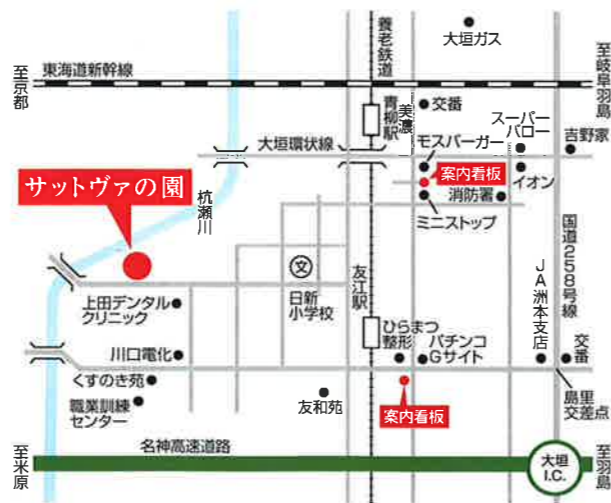 大垣ガス
養老鉄道
至岐阜羽島
東海道新幹線
至京都
美濃
青柳駅
交番
スーパー
バロー
モスバーガー
吉野家
大垣環状線
案内看板
イオン
消防署
ミニストップ
サットヴァの園
杭瀬川
国道258号線
文
日新
小学校
友江駅
上田デンタル
クリニック
JA洲本支店
ひらまつ
整形
パチンコ
Gサイト
交番
川口電化
くすのき苑
職業訓練
センター
友和苑
案内看板
島里
交差点
名神高速道路
至米原
大垣
I.C.
至羽島